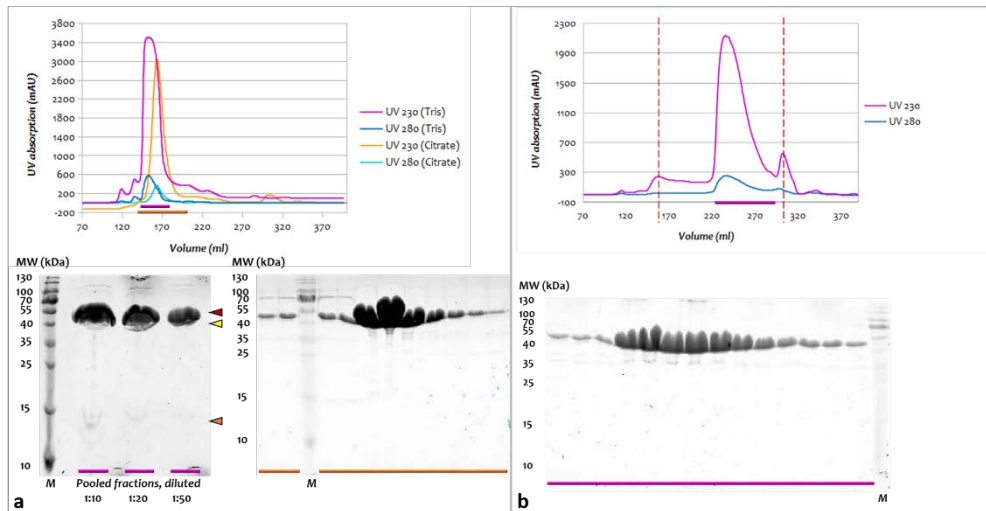 3800
3400
3000
2600
2200
1800
1400
1000
600
200
-200
UV absorption (mAU)
70 120 170 220 270 320 370
Volume (ml)
UV 230 (Tris)
UV 280 (Tris)
UV 230 (Citrate)
UV 280 (Citrate)
2300
1900
1500
1100
700
300
-100
UV absorption (mAU)
70 120 170 220 270 320 370
Volume (ml)
UV 230
UV 280
MW (kDa)
130
100
70
55
40
35
25
15
10
M
Pooled fractions, diluted
1:10 1:20 1:50
a
MW (kDa)
130
100
70
55
40
35
25
15
10
M
MW (kDa)
130
100
70
55
40
35
25
15
10
M
b